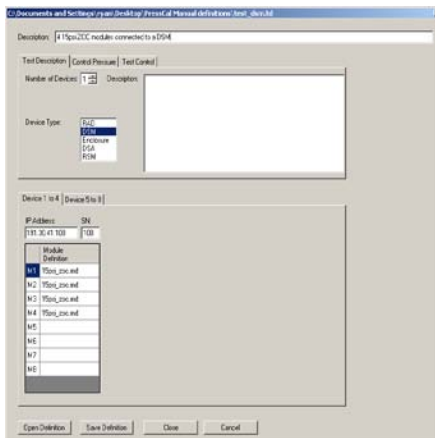 C:\Documents and Settings\ryan\Desktop\PressCal Manual definitions\test_dsm.td
Description: 4 15psi ZOC modules connected to a DSM
Test Description Control Pressure Test Control
Number of Devices: 1 Description:
Device Type: RAD
DSM
Enclosure
DSA
RSM
Device 1 to 4 Device 5 to 8
IP Address SN
191.30.41.108 108
Module
Definition
M1 15psi_zoc.md
M2 15psi_zoc.md
M3 15psi_zoc.md
M4 15psi_zoc.md
M5
M6
M7
M8
Open Definition Save Definition Close Cancel